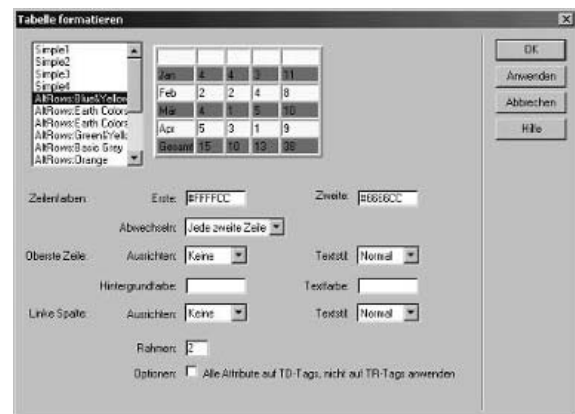 Tabelle formatieren
Simple1
Simple2
Simple3
Simple4
AltRows:Blue&Yellow
AltRows:Earth Colors
AltRows:Earth Colors
AltRows:Green&Yello
AltRows:Basic Grey
AltRows:Orange
Jan 4 4 3 11
Feb 2 2 4 8
Mär 4 1 5 10
Apr 5 3 1 9
Gesamt 15 10 13 38
OK
Anwenden
Abbrechen
Hilfe
Zeilenfarben: Erste: #FFFFCC Zweite: #6666CC
Abwechseln: Jede zweite Zeile
Oberste Zeile: Ausrichten: Keine Textstil: Normal
Hintergrundfarbe: Textfarbe:
Linke Spalte: Ausrichten: Keine Textstil: Normal
Rahmen: 2
Optionen: Alle Attribute auf TD-Tags, nicht auf TR-Tags anwenden